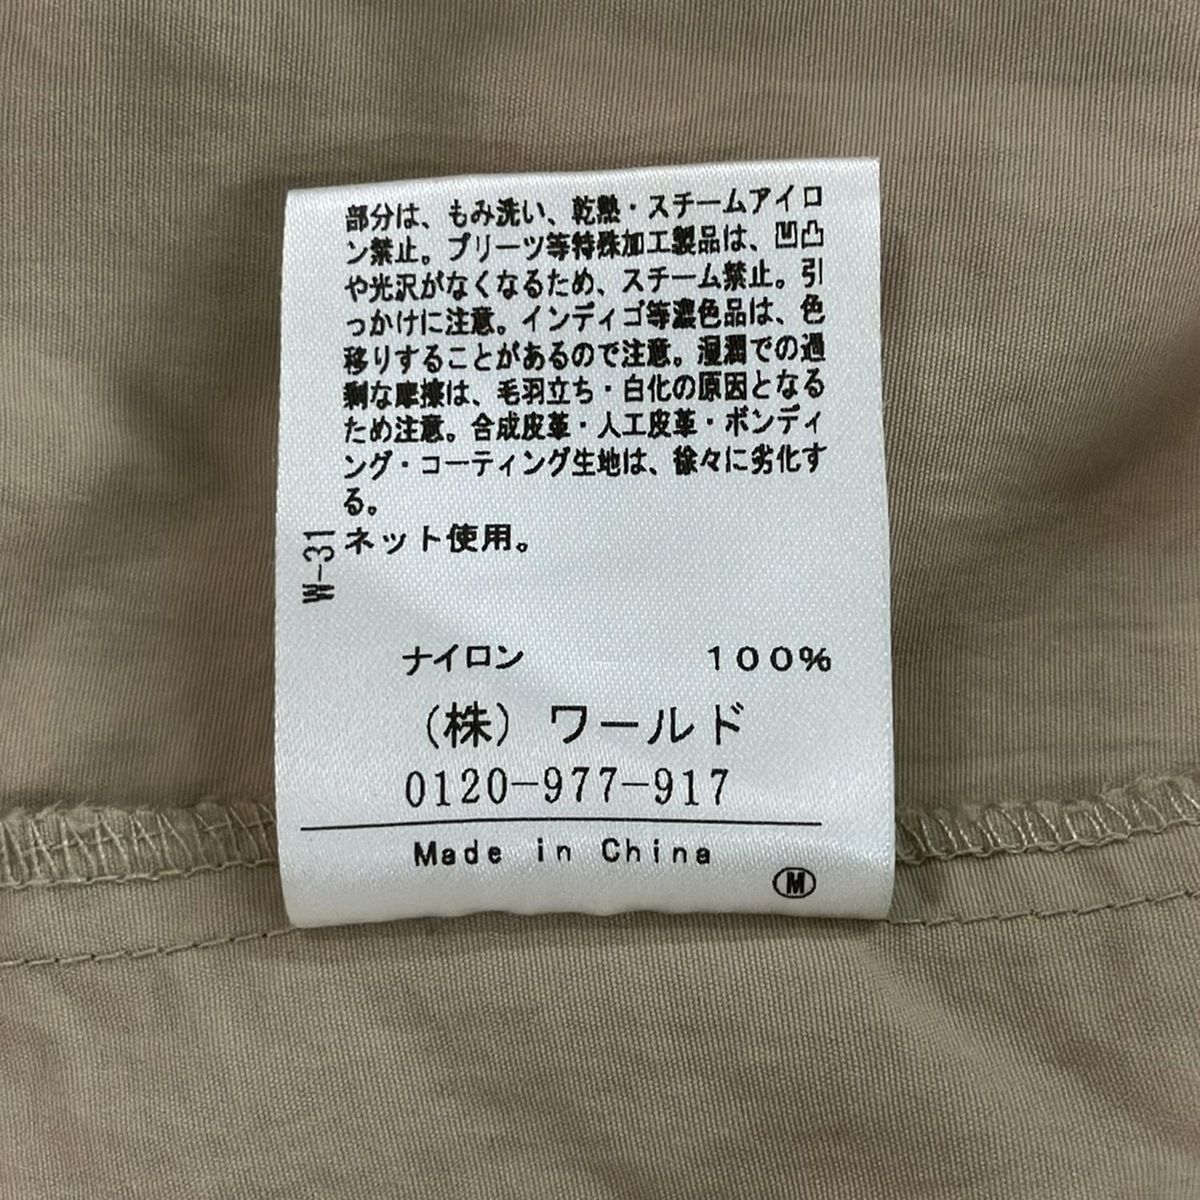 部分は、もみ洗い、乾熱・スチームアイロ
ン禁止。プリーツ等特殊加工製品は、凹凸
や光沢がなくなるため、スチーム禁止。引
っかけに注意。インディゴ等濃色品は、色
移りすることがあるので注意。湿潤での過
剰な摩擦は、毛羽立ち・白化の原因となる
ため注意。合成皮革・人工皮革・ボンディ
ング・コーティング生地は、徐々に劣化す
る。
ネット使用。
W-31
ナイロン 100%
(株) ワールド
0120-977-917
Made in China
M